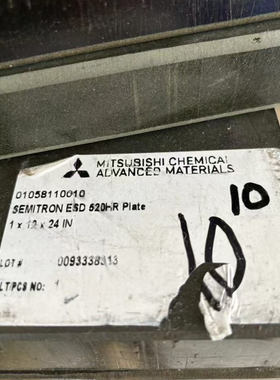 MITSUBISHI CHEMICAL
ADVANCED MATERIALS
01058110010
SEMITRON ESD 520HR Plate
1 x 12 x 24 IN
10
10
LOT # 0093338313
LT/PCS NO: 1